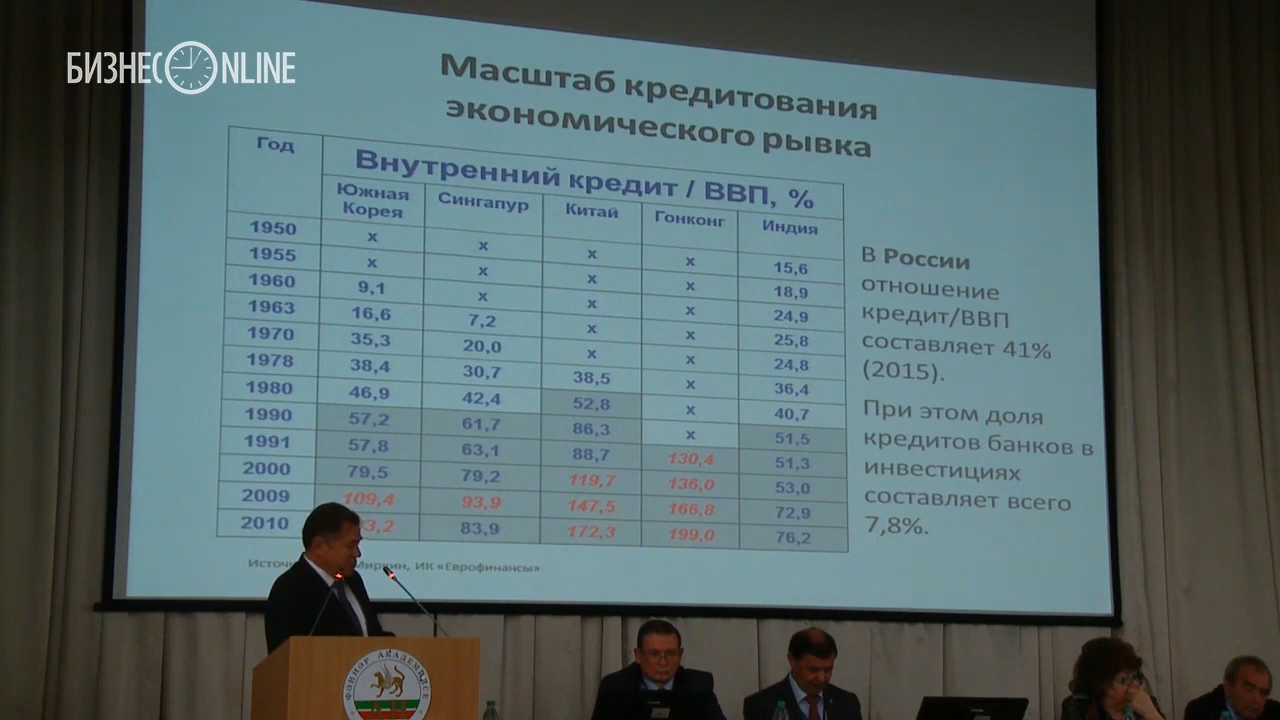 БИЗНЕС ONLINE
Масштаб кредитования
экономического рывка
Год Внутренний кредит / ВВП, %
Южная Корея Сингапур Китай Гонконг Индия
1950 x x x x 15,6
1955 x x x x 18,9
1960 9,1 x x x 24,9
1963 16,6 7,2 x x 25,8
1970 35,3 20,0 x x 24,8
1978 38,4 30,7 38,5 x 36,4
1980 46,9 42,4 52,8 x 40,7
1990 57,2 61,7 86,3 x 51,5
1991 57,8 63,1 88,7 130,4 51,3
2000 79,5 79,2 119,7 136,0 53,0
2009 109,4 93,9 147,5 166,8 72,9
2010 3,2 83,9 172,3 199,0 76,2
В России
отношение
кредит/ВВП
составляет 41%
(2015).
При этом доля
кредитов банков в
инвестициях
составляет всего
7,8%.
Миркин, ИК «Еврофинансы»
ФӘННӘР АКАДЕМИЯСЕ